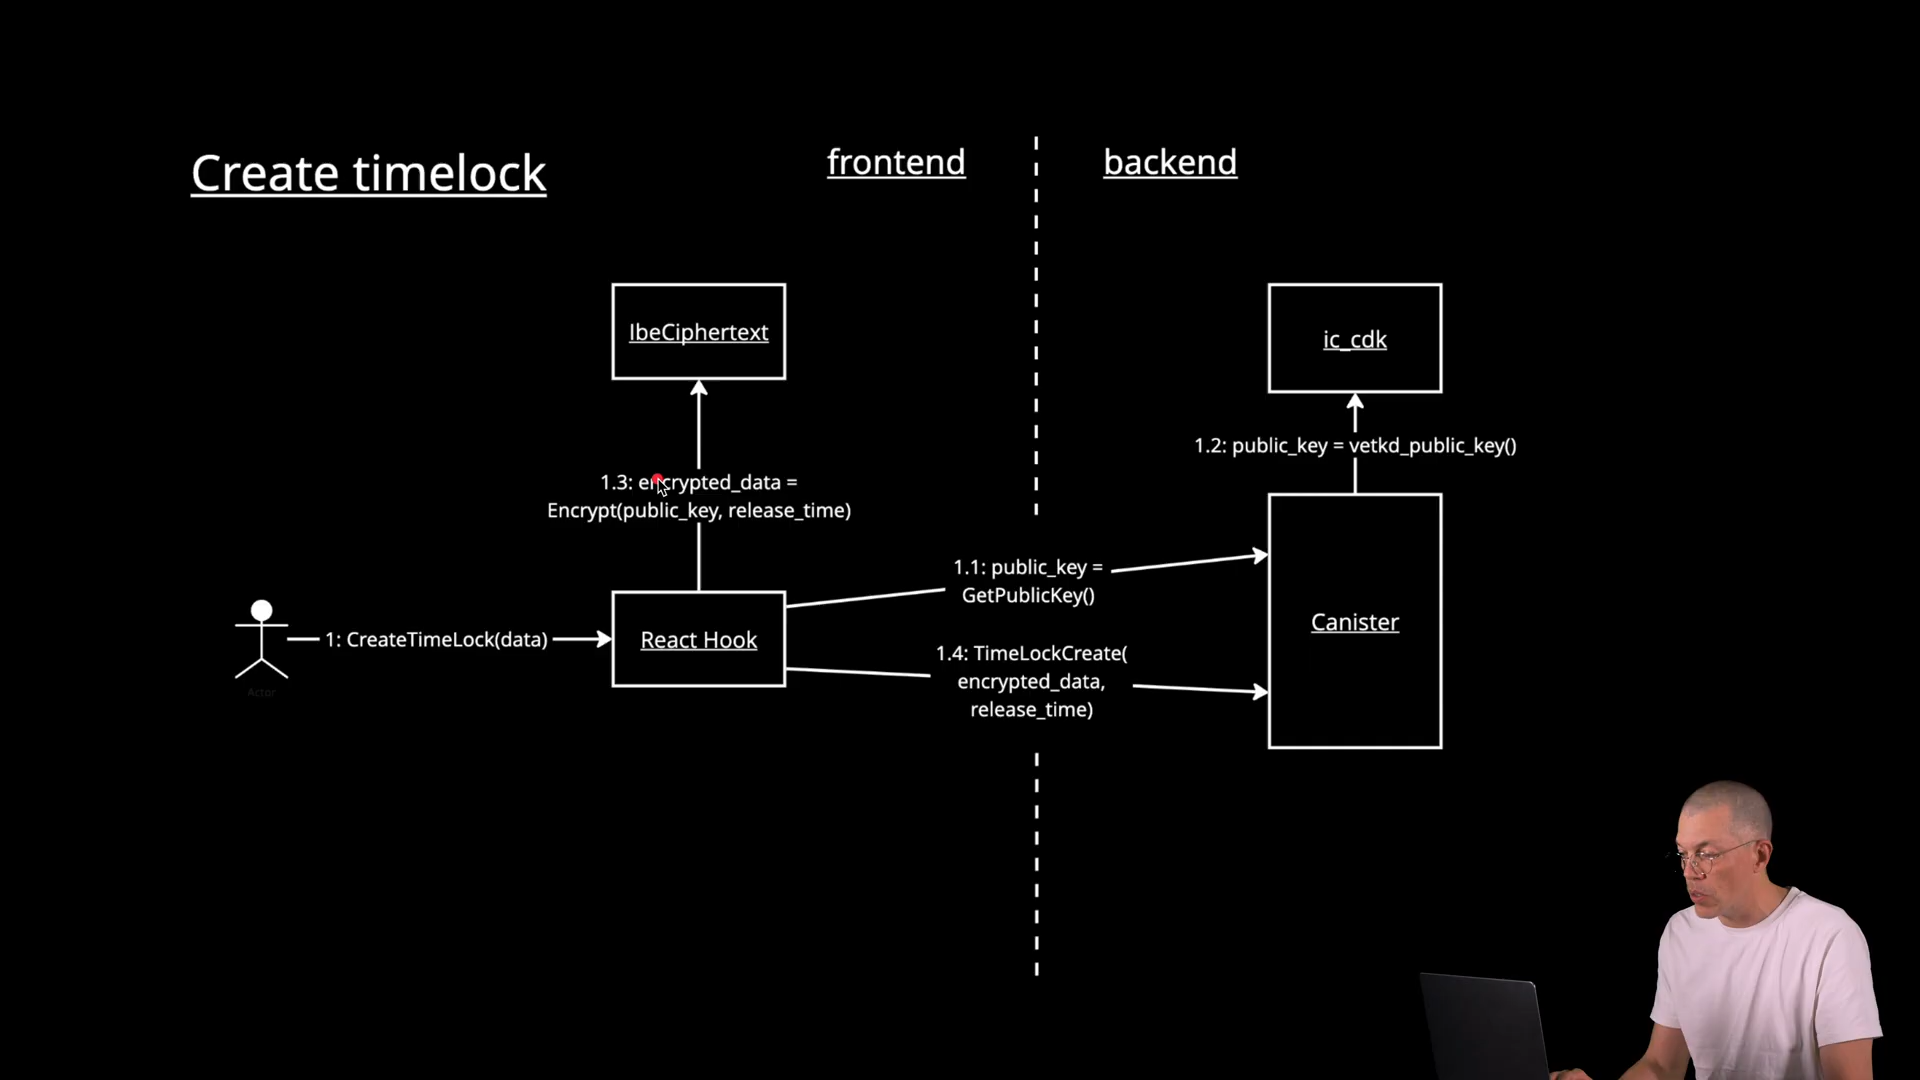 Create timelock
frontend
backend
IbeCiphertext
ic_cdk
1.2: public_key = vetkd_public_key()
1.3: encrypted_data =
Encrypt(public_key, release_time)
1.1: public_key =
GetPublicKey()
Canister
1: CreateTimeLock(data)
React Hook
1.4: TimeLockCreate(
encrypted_data,
release_time)
Actor